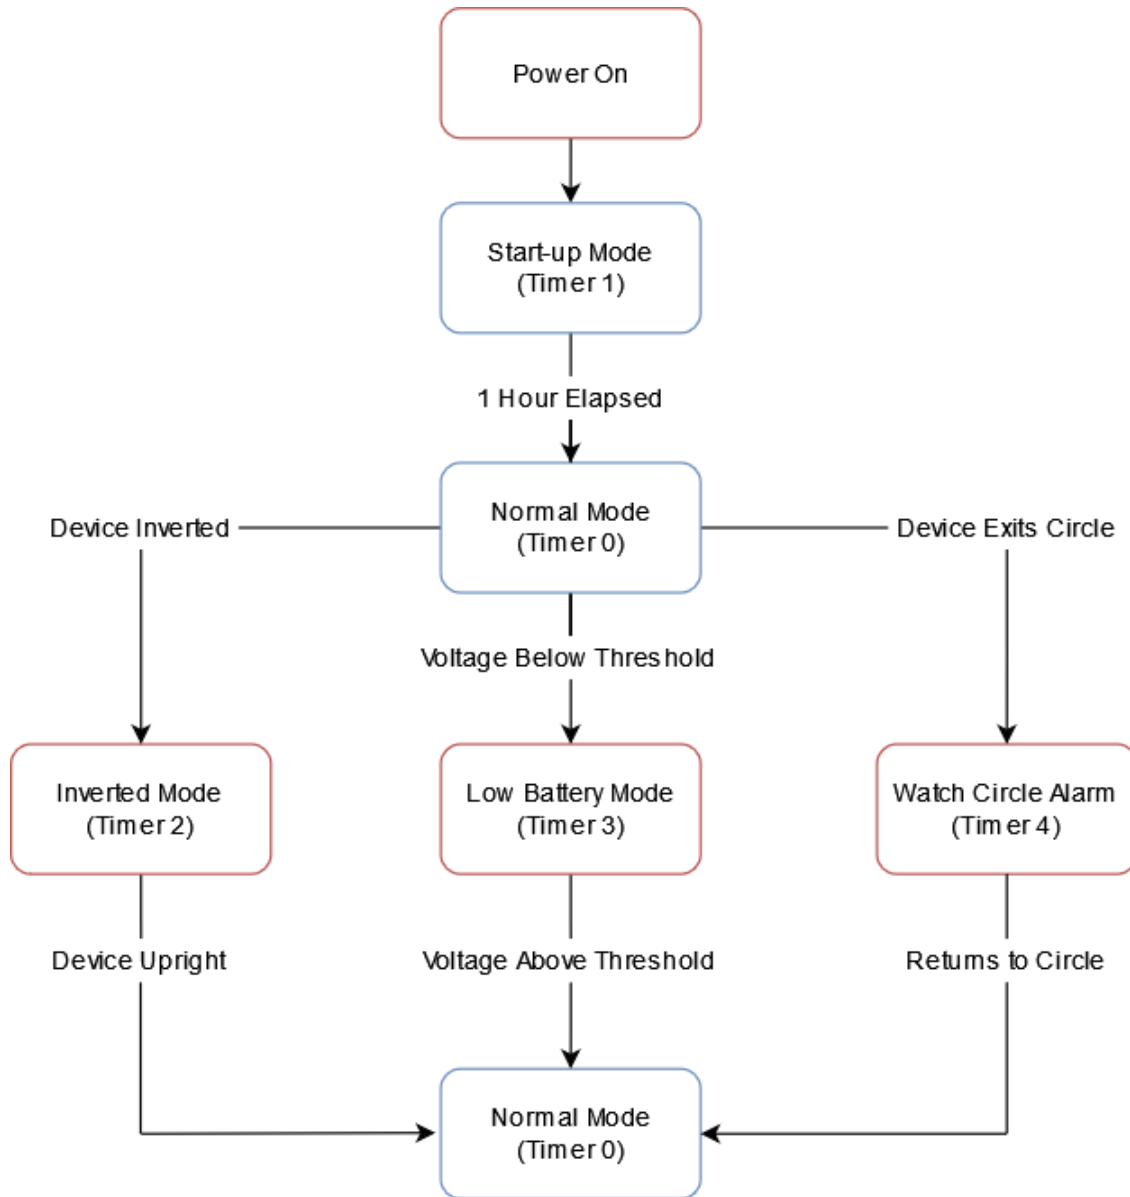 Power On
Start-up Mode
(Timer 1)
1 Hour Elapsed
Normal Mode
(Timer 0)
Device Inverted
Device Exits Circle
Voltage Below Threshold
Inverted Mode
(Timer 2)
Low Battery Mode
(Timer 3)
Watch Circle Alarm
(Timer 4)
Device Upright
Voltage Above Threshold
Returns to Circle
Normal Mode
(Timer 0)